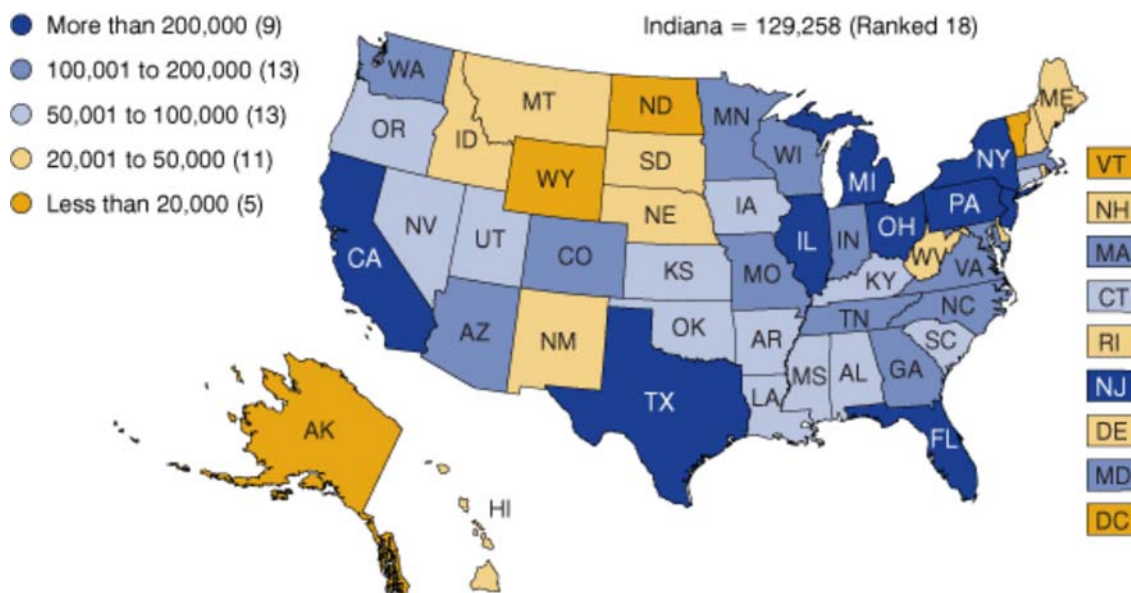 More than 200,000 (9)
100,001 to 200,000 (13)
50,001 to 100,000 (13)
20,001 to 50,000 (11)
Less than 20,000 (5)
Indiana = 129,258 (Ranked 18)
WA
MT
ND
MN
ME
OR
ID
SD
WI
NY
WY
MI
NE
IA
PA
NV
UT
CO
IL
IN
OH
CA
KS
MO
WV
VA
KY
AZ
NM
OK
TN
NC
AR
SC
MS
AL
GA
LA
TX
FL
AK
HI
VT
NH
MA
CT
RI
NJ
DE
MD
DC